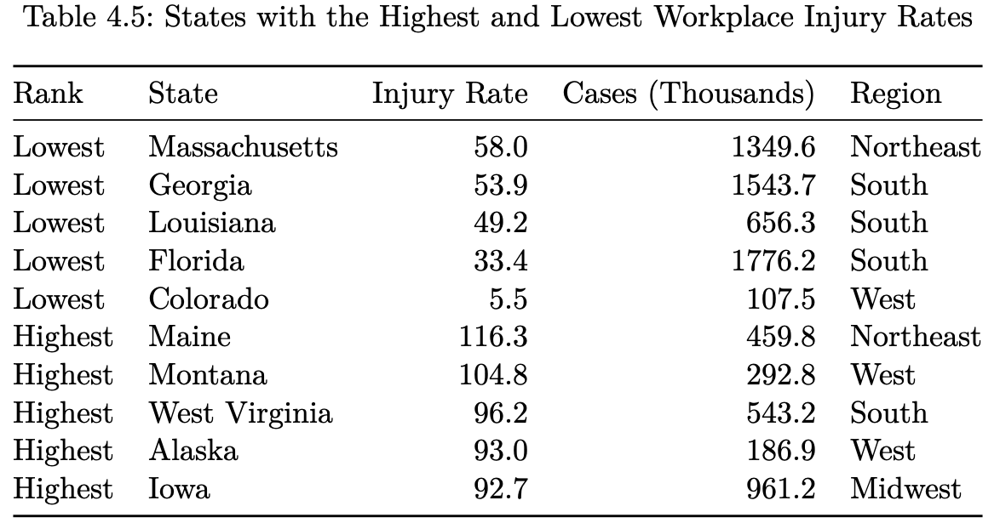 Table 4.5: States with the Highest and Lowest Workplace Injury Rates
Rank State Injury Rate Cases (Thousands) Region
Lowest Massachusetts 58.0 1349.6 Northeast
Lowest Georgia 53.9 1543.7 South
Lowest Louisiana 49.2 656.3 South
Lowest Florida 33.4 1776.2 South
Lowest Colorado 5.5 107.5 West
Highest Maine 116.3 459.8 Northeast
Highest Montana 104.8 292.8 West
Highest West Virginia 96.2 543.2 South
Highest Alaska 93.0 186.9 West
Highest Iowa 92.7 961.2 Midwest